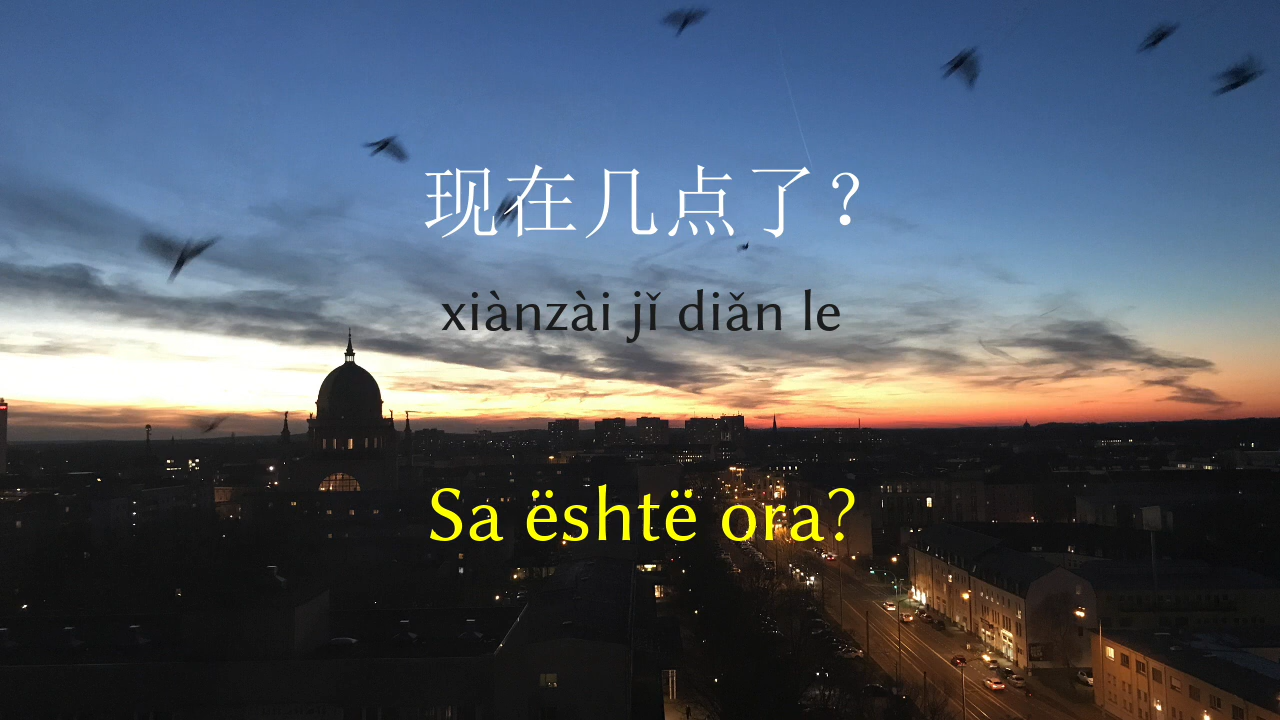 现在几点了？
xiànzài jǐ diǎn le
Sa është ora?